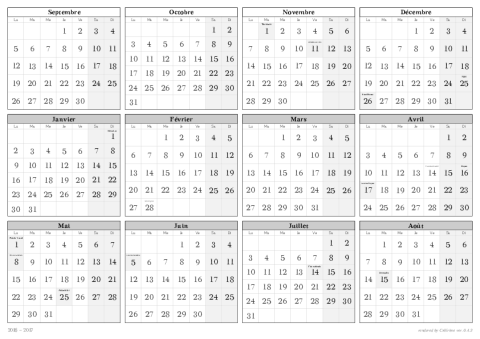 Septembre
Lu Ma Me Je Ve Sa Di
1 2 3 4
5 6 7 8 9 10 11
12 13 14 15 16 17 18
19 20 21 22 23 24 25
26 27 28 29 30
Octobre
Lu Ma Me Je Ve Sa Di
1 2
3 4 5 6 7 8 9
10 11 12 13 14 15 16
17 18 19 20 21 22 23
24 25 26 27 28 29 30
31
Novembre
Lu Ma Me Je Ve Sa Di
1 2 3 4 5 6
7 8 9 10 11 12 13
14 15 16 17 18 19 20
21 22 23 24 25 26 27
28 29 30
Décembre
Lu Ma Me Je Ve Sa Di
1 2 3 4
5 6 7 8 9 10 11
12 13 14 15 16 17 18
19 20 21 22 23 24 25
26 27 28 29 30 31
Janvier
Lu Ma Me Je Ve Sa Di
1
2 3 4 5 6 7 8
9 10 11 12 13 14 15
16 17 18 19 20 21 22
23 24 25 26 27 28 29
30 31
Février
Lu Ma Me Je Ve Sa Di
1 2 3 4 5
6 7 8 9 10 11 12
13 14 15 16 17 18 19
20 21 22 23 24 25 26
27 28
Mars
Lu Ma Me Je Ve Sa Di
1 2 3 4 5
6 7 8 9 10 11 12
13 14 15 16 17 18 19
20 21 22 23 24 25 26
27 28 29 30 31
Avril
Lu Ma Me Je Ve Sa Di
1 2
3 4 5 6 7 8 9
10 11 12 13 14 15 16
17 18 19 20 21 22 23
24 25 26 27 28 29 30
Mai
Lu Ma Me Je Ve Sa Di
1 2 3 4 5 6 7
8 9 10 11 12 13 14
15 16 17 18 19 20 21
22 23 24 25 26 27 28
29 30 31
Juin
Lu Ma Me Je Ve Sa Di
1 2 3 4
5 6 7 8 9 10 11
12 13 14 15 16 17 18
19 20 21 22 23 24 25
26 27 28 29 30
Juillet
Lu Ma Me Je Ve Sa Di
1 2
3 4 5 6 7 8 9
10 11 12 13 14 15 16
17 18 19 20 21 22 23
24 25 26 27 28 29 30
31
Août
Lu Ma Me Je Ve Sa Di
1 2 3 4 5 6
7 8 9 10 11 12 13
14 15 16 17 18 19 20
21 22 23 24 25 26 27
28 29 30 31
2016 - 2017